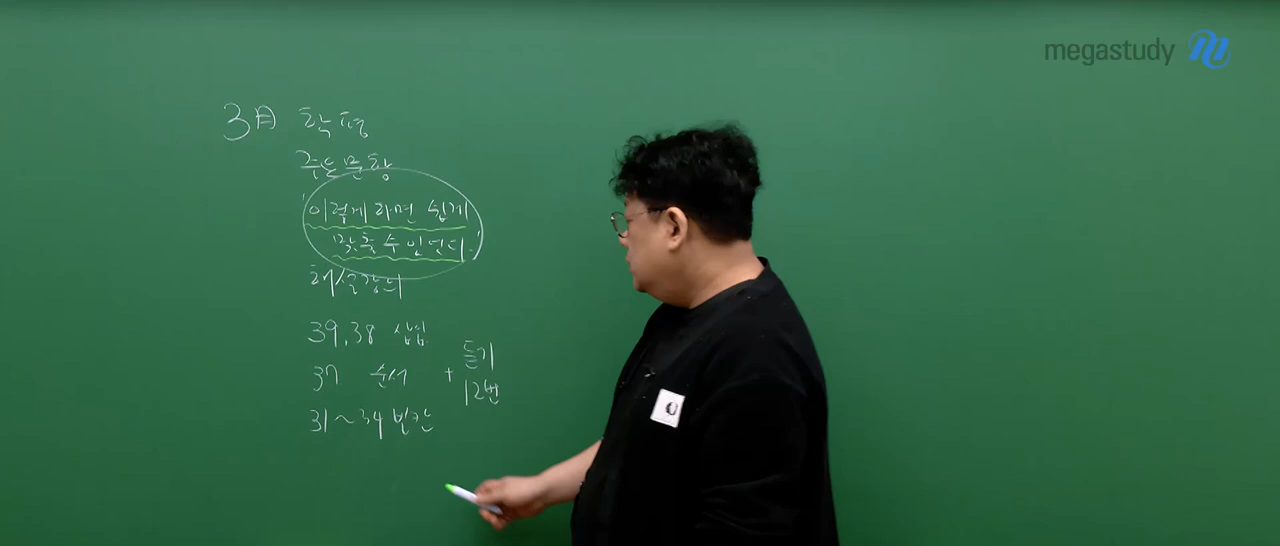 megastudy
3月 학평
주요문항
'이렇게 하면 쉽게
맞출 수 있었다.'
해설강의
39, 38 삽입
37 순서
31~34 빈칸
+ 듣기
12번